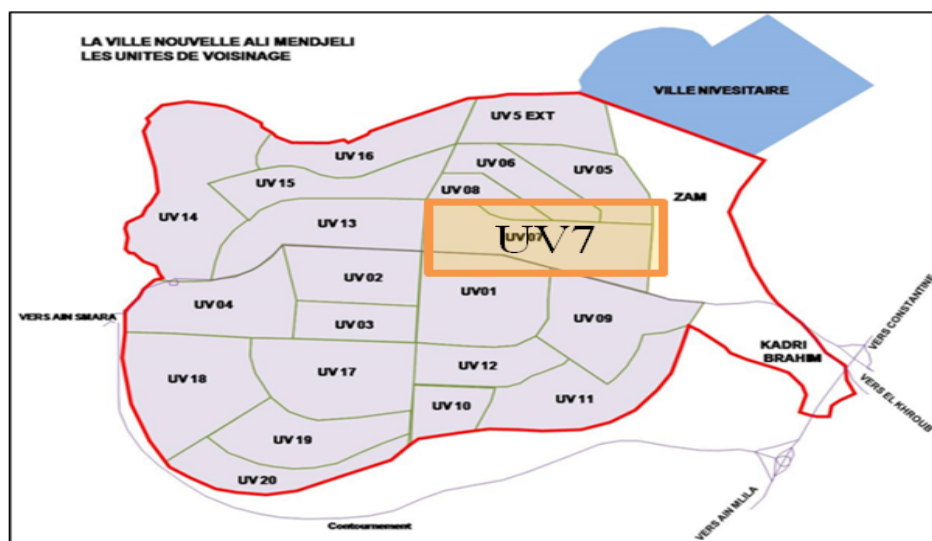 LA VILLE NOUVELLE ALI MENDJELI
LES UNITES DE VOISINAGE
VILLE NIVESITAIRE
UV 5 EXT
UV 16
UV 06
UV 05
UV 15
UV 08
ZAM
UV 14
UV 13
UV 07
UV7
UV 02
UV 04
UV01
VERS AIN SMARA
UV 03
UV 09
VERS CONSTANTINE
KADRI
BRAHIM
UV 12
UV 18
UV 17
VERS EL KHROUB
UV 10
UV 11
UV 19
UV 20
VERS AIN MLILA
Contournement